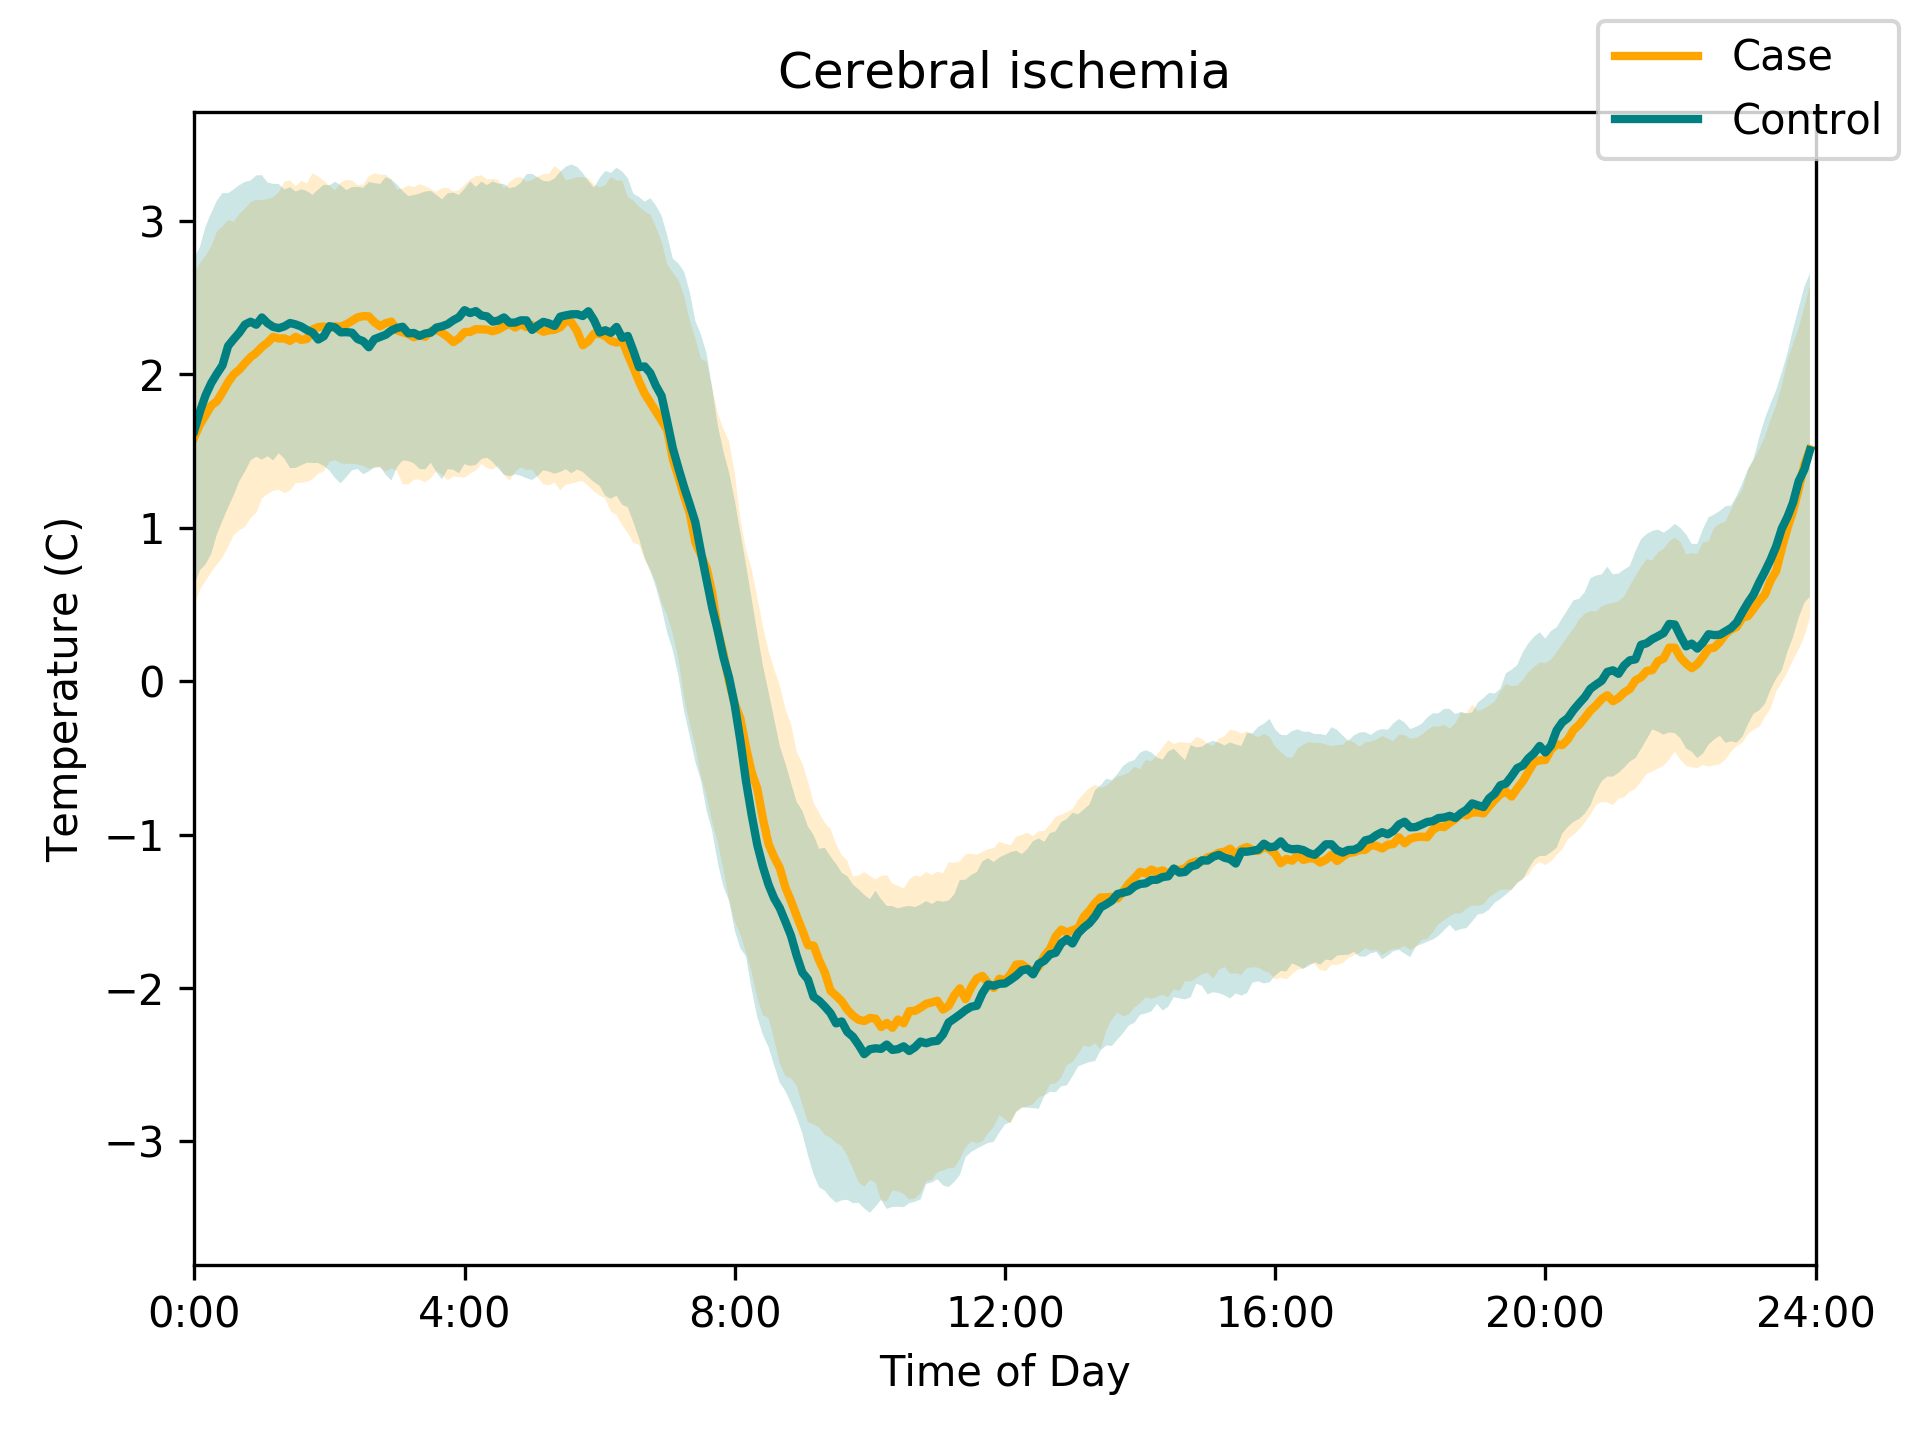 Cerebral ischemia
Case
Control
Temperature (C)
3
2
1
0
−1
−2
−3
0:00 4:00 8:00 12:00 16:00 20:00 24:00
Time of Day